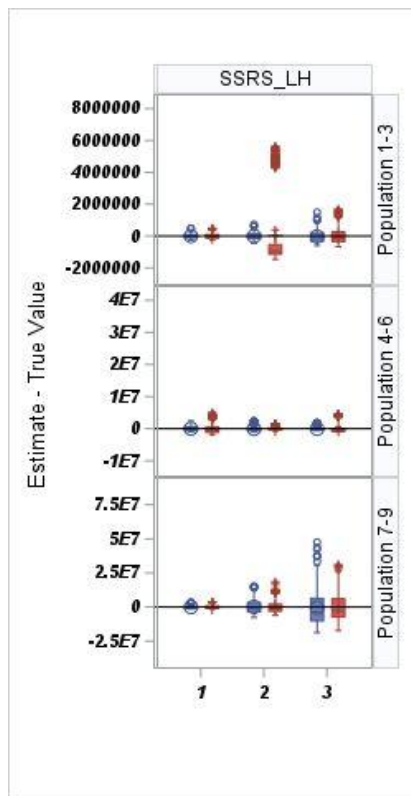 SSRS_LH
8000000
6000000
4000000
2000000
0
-2000000
Population 1-3
4E7
3E7
2E7
1E7
0
-1E7
Population 4-6
7.5E7
5E7
2.5E7
0
-2.5E7
Population 7-9
Estimate - True Value
1 2 3